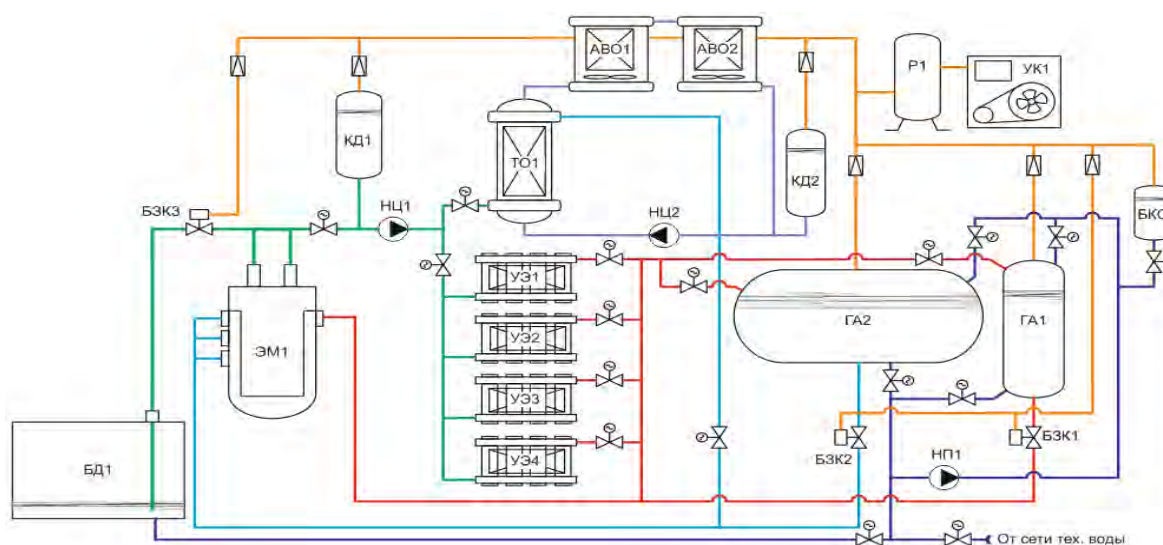 АВО1
АВО2
Р1
УК1
КД1
ТО1
КД2
БЗК3
НЦ1
НЦ2
УЭ1
УЭ2
УЭ3
УЭ4
ЭМ1
ГА2
ГА1
БЗК2
БЗК1
НП1
БД1
От сети тех. воды